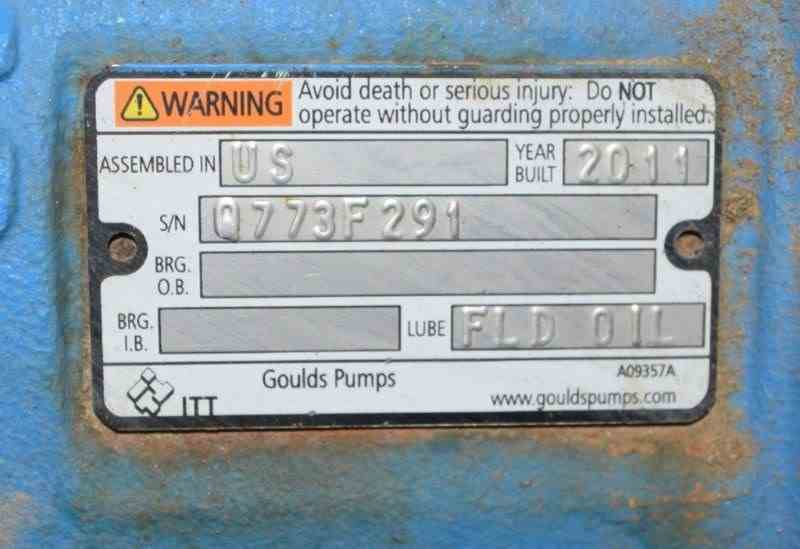 WARNING Avoid death or serious injury: Do NOT
operate without guarding properly installed.
ASSEMBLED IN US YEAR BUILT 2011
S/N Q773F291
BRG. O.B.
BRG. I.B. LUBE FLD OIL
ITT Goulds Pumps A09357A
www.gouldspumps.com